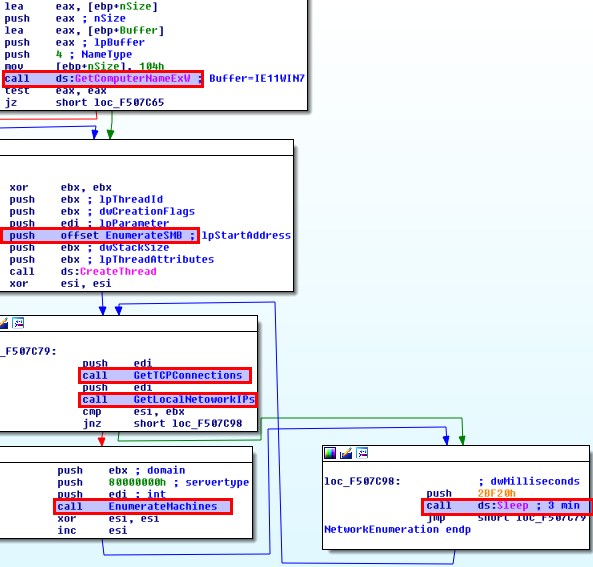 lea eax, [ebp+nSize]
push eax ; nSize
lea eax, [ebp+Buffer]
push eax ; lpBuffer
push 4 ; NameType
mov [ebp+nSize], 104h
call ds:GetComputerNameExW ; Buffer=IE11WIN7
test eax, eax
jz short loc_F507C65
xor ebx, ebx
push ebx ; lpThreadId
push ebx ; dwCreationFlags
push edi ; lpParameter
push offset EnumerateSMB ; lpStartAddress
push ebx ; dwStackSize
push ebx ; lpThreadAttributes
call ds:CreateThread
xor esi, esi
_F507C79:
push edi
call GetTCPConnections
push edi
call GetLocalNetoworkIPs
cmp esi, ebx
jnz short loc_F507C98
push ebx ; domain
push 80000000h ; servertype
push edi ; int
call EnumerateMachines
xor esi, esi
inc esi
loc_F507C98: ; dwMilliseconds
push 2BF20h
call ds:Sleep ; 3 min
jmp short loc_F507C79
NetworkEnumeration endp